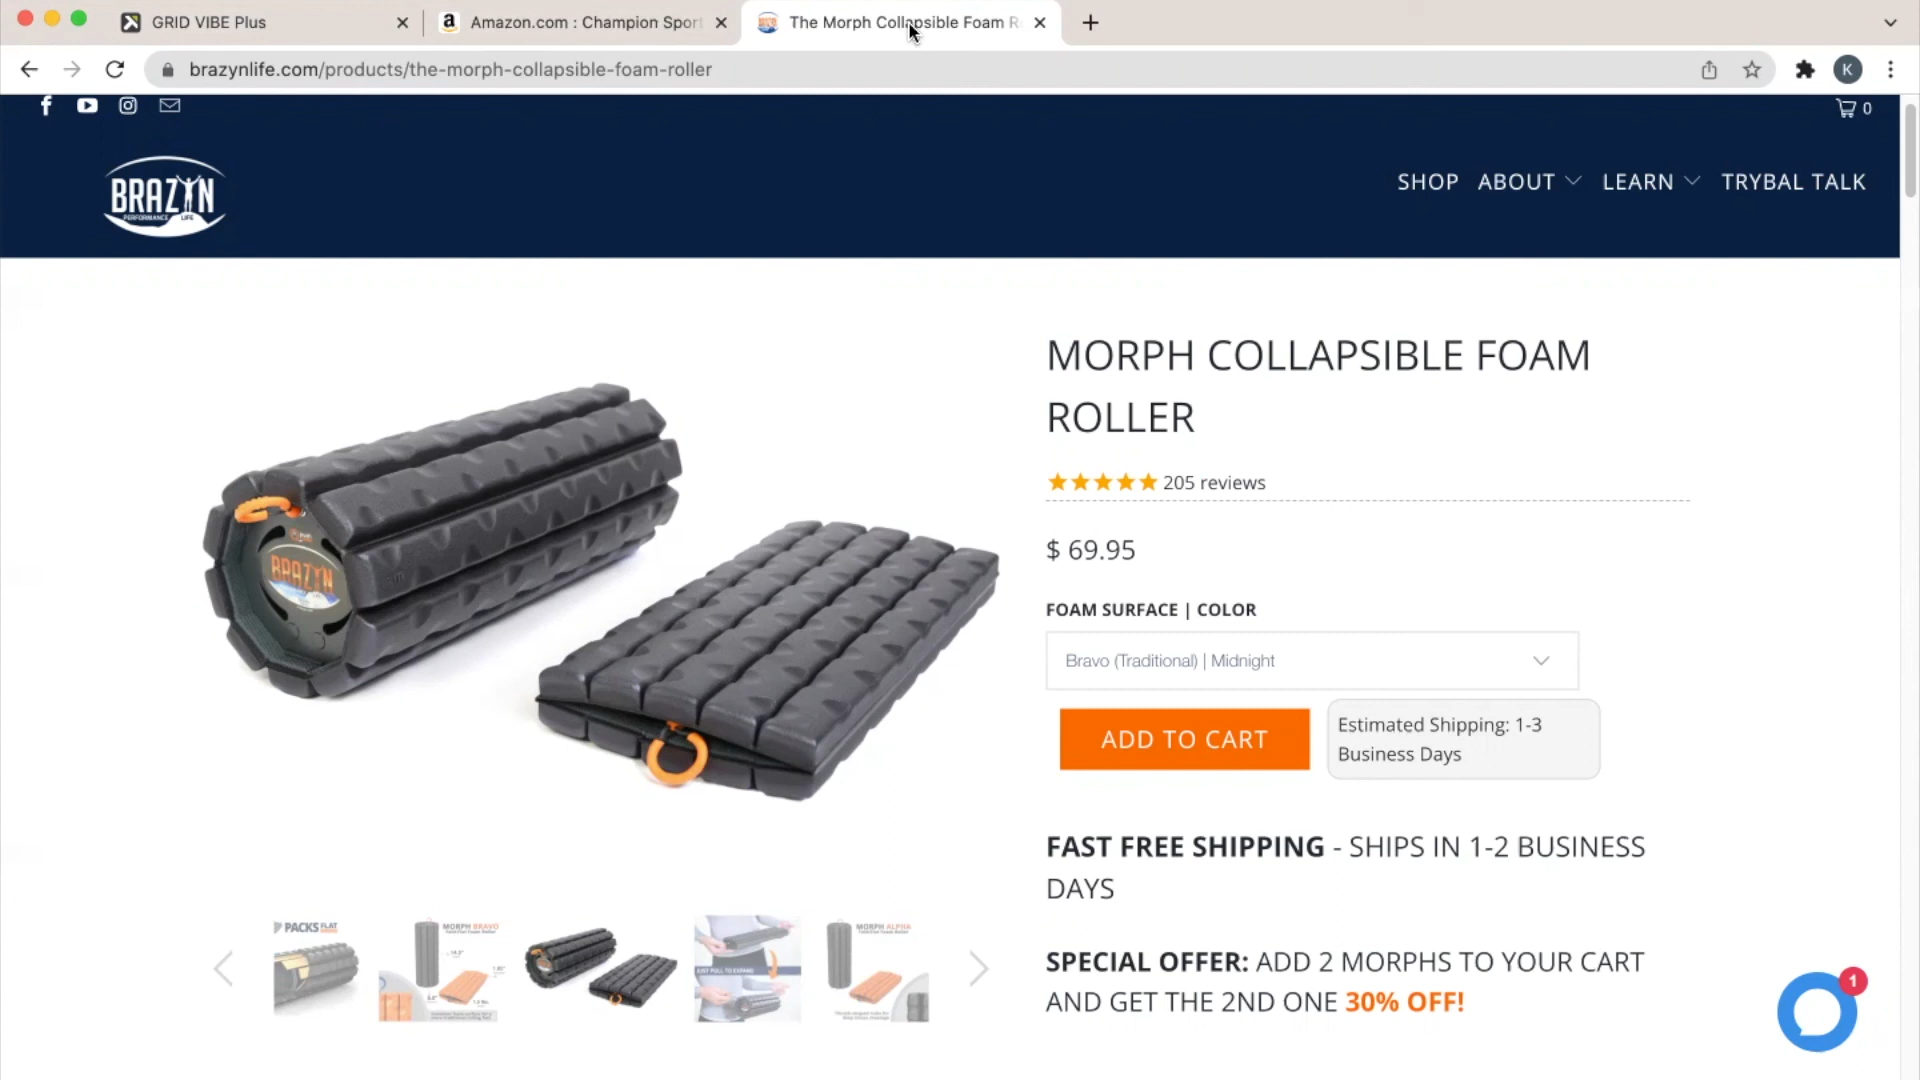 GRID VIBE Plus
Amazon.com : Champion Sport
The Morph Collapsible Foam R
brazynlife.com/products/the-morph-collapsible-foam-roller
K
0
BRAZYN
PERFORMANCE LIFE
SHOP ABOUT LEARN TRYBAL TALK
MORPH COLLAPSIBLE FOAM
ROLLER
205 reviews
$ 69.95
FOAM SURFACE | COLOR
Bravo (Traditional) | Midnight
ADD TO CART
Estimated Shipping: 1-3
Business Days
BRAZYN
FAST FREE SHIPPING - SHIPS IN 1-2 BUSINESS
DAYS
SPECIAL OFFER: ADD 2 MORPHS TO YOUR CART
AND GET THE 2ND ONE 30% OFF!
PACKS FLAT
MORPH BRAVO
JUST PULL TO EXPAND
MORPH ALPHA
1